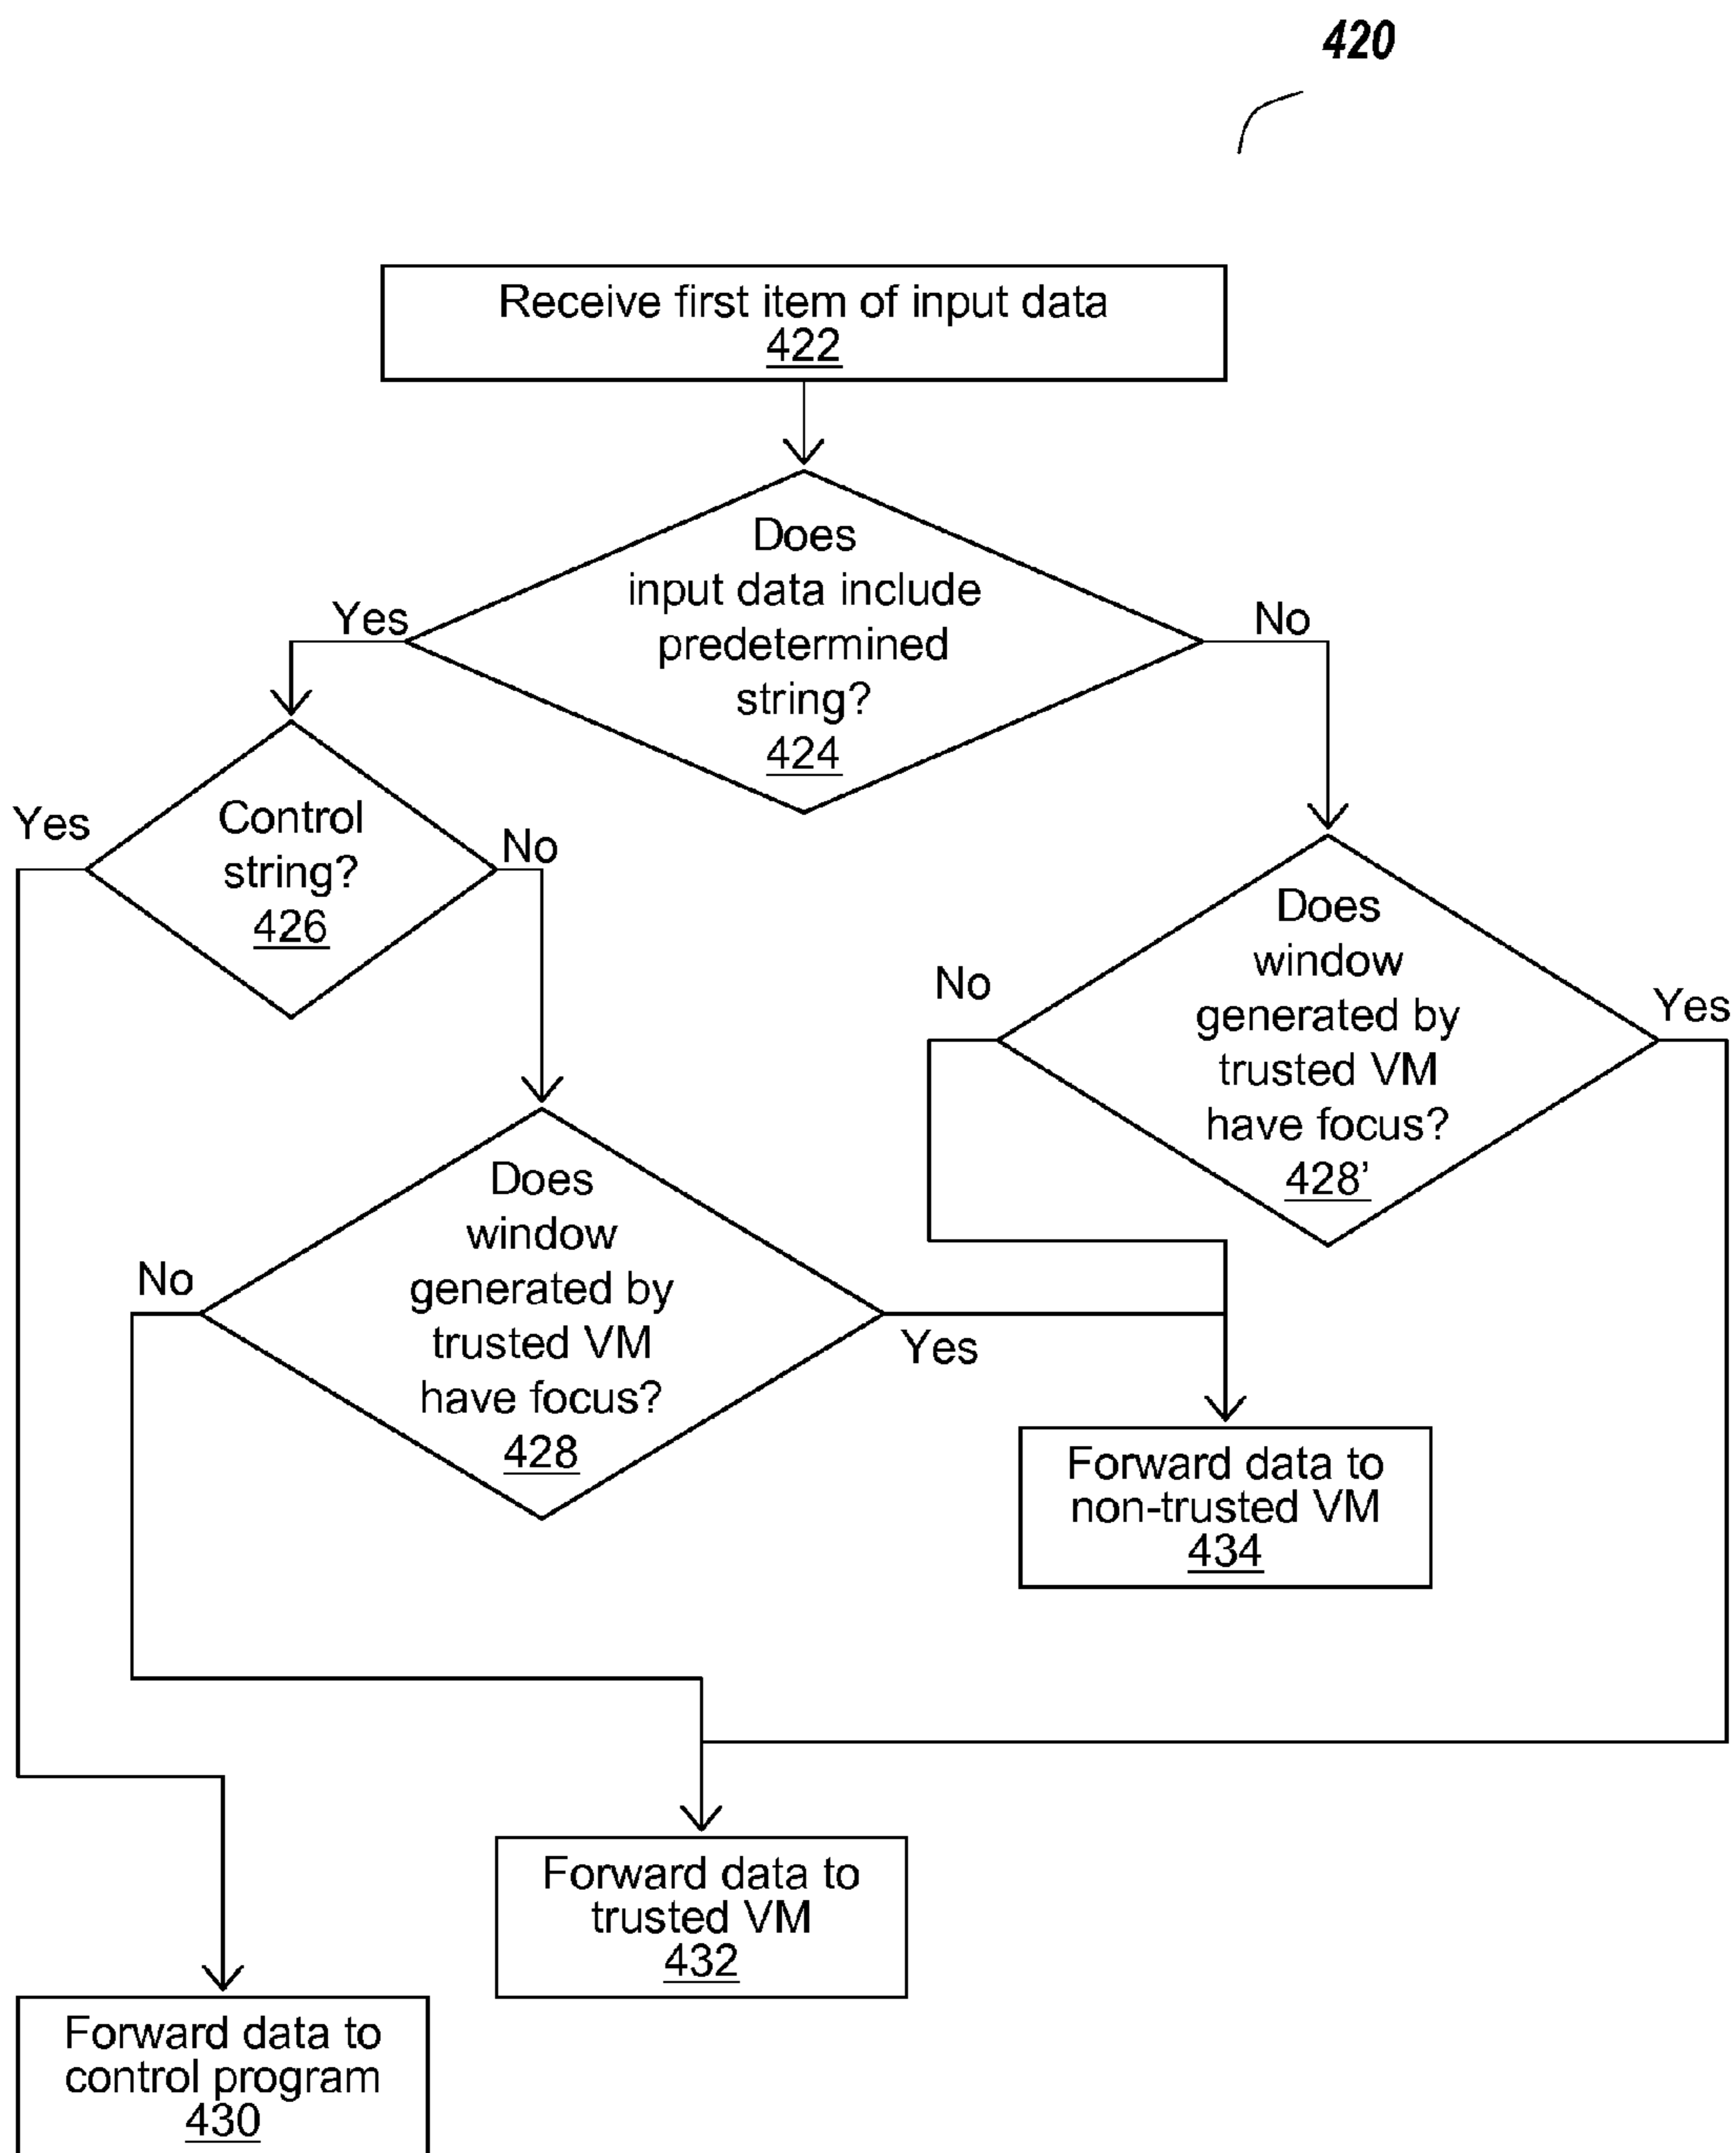 420
Receive first item of input data
422
Does
input data include
predetermined
string?
424
Yes
No
Control
string?
426
Yes
No
Does
window
generated by
trusted VM
have focus?
428'
No
Yes
Does
window
generated by
trusted VM
have focus?
428
No
Yes
Forward data to
non-trusted VM
434
Forward data to
trusted VM
432
Forward data to
control program
430